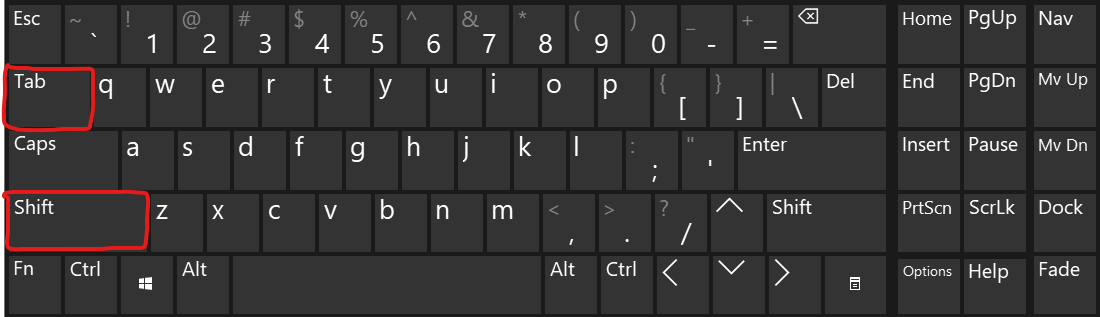 Esc ~ ` ! 1 @ 2 # 3 $ 4 % 5 ^ 6 & 7 * 8 ( 9 ) 0 _ - + = Home PgUp Nav
Tab q w e r t y u i o p { [ } ] | \ Del End PgDn Mv Up
Caps a s d f g h j k l : ; " ' Enter Insert Pause Mv Dn
Shift z x c v b n m < , > . ? / Shift PrtScn ScrLk Dock
Fn Ctrl Alt Alt Ctrl Options Help Fade